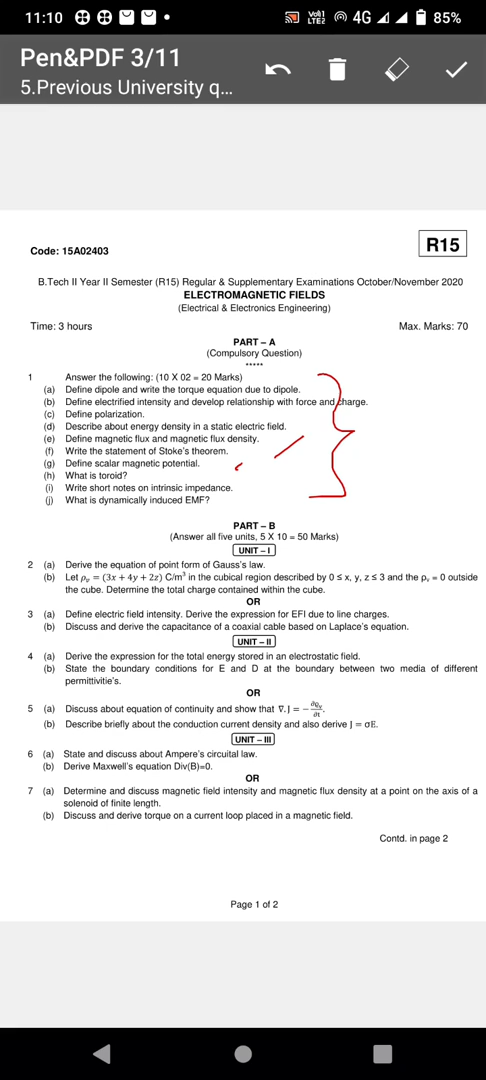 11:10 Vo)) 1 LTE2 4G 85%
Pen&PDF 3/11
5.Previous University q...
Code: 15A02403
R15
B.Tech II Year II Semester (R15) Regular & Supplementary Examinations October/November 2020
ELECTROMAGNETIC FIELDS
(Electrical & Electronics Engineering)
Time: 3 hours Max. Marks: 70
PART – A
(Compulsory Question)
*****
1 Answer the following: (10 X 02 = 20 Marks)
(a) Define dipole and write the torque equation due to dipole.
(b) Define electrified intensity and develop relationship with force and charge.
(c) Define polarization.
(d) Describe about energy density in a static electric field.
(e) Define magnetic flux and magnetic flux density.
(f) Write the statement of Stoke's theorem.
(g) Define scalar magnetic potential.
(h) What is toroid?
(i) Write short notes on intrinsic impedance.
(j) What is dynamically induced EMF?
PART – B
(Answer all five units, 5 X 10 = 50 Marks)
UNIT – I
2 (a) Derive the equation of point form of Gauss's law.
(b) Let ρᵥ = (3x + 4y + 2z) C/m³ in the cubical region described by 0 ≤ x, y, z ≤ 3 and the ρᵥ = 0 outside
the cube. Determine the total charge contained within the cube.
OR
3 (a) Define electric field intensity. Derive the expression for EFI due to line charges.
(b) Discuss and derive the capacitance of a coaxial cable based on Laplace's equation.
UNIT – II
4 (a) Derive the expression for the total energy stored in an electrostatic field.
(b) State the boundary conditions for E and D at the boundary between two media of different
permittivitie's.
OR
5 (a) Discuss about equation of continuity and show that ∇. J = −∂ϱᵥ/∂t.
(b) Describe briefly about the conduction current density and also derive J = σE.
UNIT – III
6 (a) State and discuss about Ampere's circuital law.
(b) Derive Maxwell's equation Div(B)=0.
OR
7 (a) Determine and discuss magnetic field intensity and magnetic flux density at a point on the axis of a
solenoid of finite length.
(b) Discuss and derive torque on a current loop placed in a magnetic field.
Contd. in page 2
Page 1 of 2